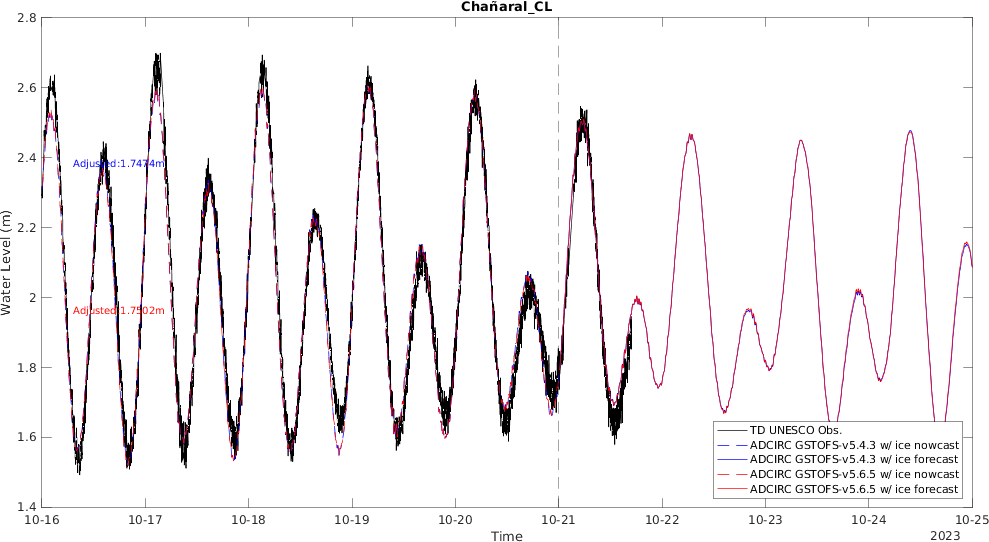 Chañaral_CL
2.8
2.6
2.4
2.2
2
1.8
1.6
1.4
Water Level (m)
Adjusted:1.7474m
Adjusted:1.7502m
TD UNESCO Obs.
ADCIRC GSTOFS-v5.4.3 w/ ice nowcast
ADCIRC GSTOFS-v5.4.3 w/ ice forecast
ADCIRC GSTOFS-v5.6.5 w/ ice nowcast
ADCIRC GSTOFS-v5.6.5 w/ ice forecast
10-16 10-17 10-18 10-19 10-20 10-21 10-22 10-23 10-24 10-25
Time
2023